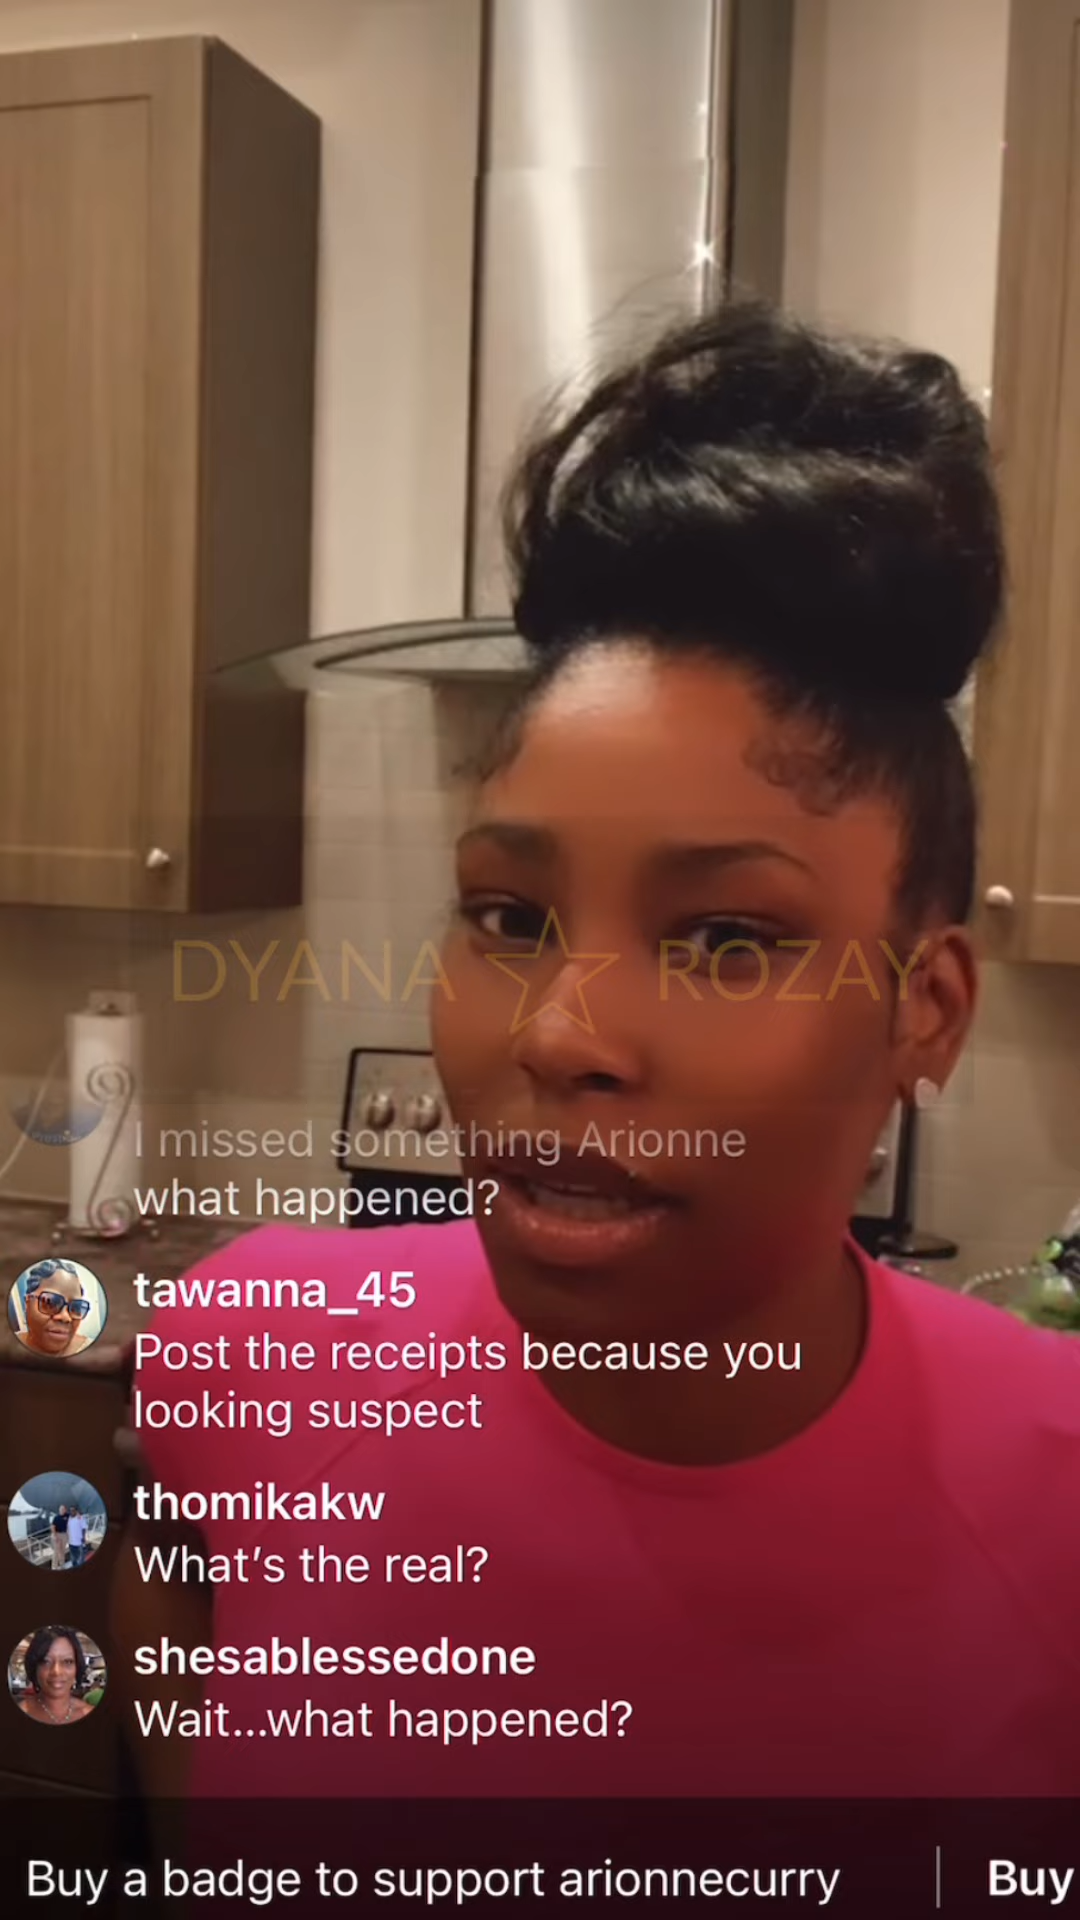 DYANA ROZAY
I missed something Arionne
what happened?
tawanna_45
Post the receipts because you
looking suspect
thomikakw
What's the real?
shesablessedone
Wait...what happened?
Buy a badge to support arionnecurry
Buy